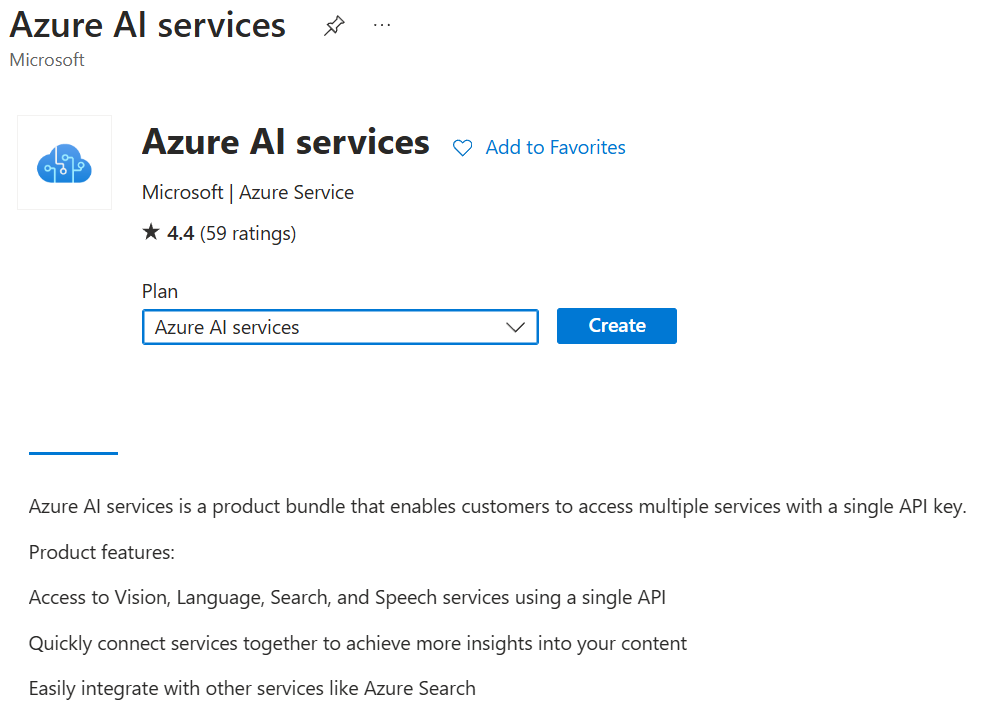 Azure AI services
Microsoft
Azure AI services
Add to Favorites
Microsoft | Azure Service
★ 4.4 (59 ratings)
Plan
Azure AI services
Create
Azure AI services is a product bundle that enables customers to access multiple services with a single API key.
Product features:
Access to Vision, Language, Search, and Speech services using a single API
Quickly connect services together to achieve more insights into your content
Easily integrate with other services like Azure Search